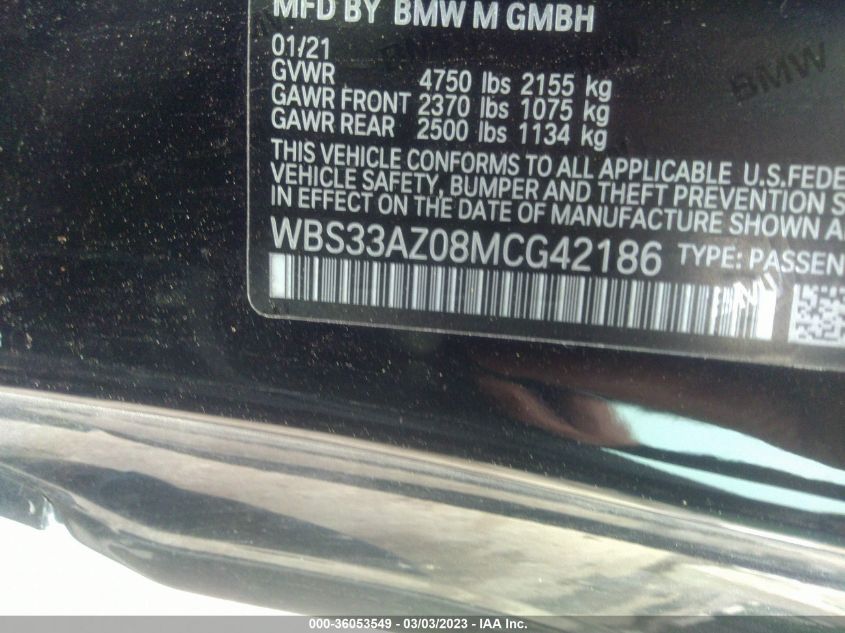 MFD BY BMW M GMBH
01/21
GVWR 4750 lbs 2155 kg
GAWR FRONT 2370 lbs 1075 kg
GAWR REAR 2500 lbs 1134 kg
THIS VEHICLE CONFORMS TO ALL APPLICABLE U.S.FEDE
VEHICLE SAFETY, BUMPER AND THEFT PREVENTION S
IN EFFECT ON THE DATE OF MANUFACTURE SHOWN A
WBS33AZ08MCG42186 TYPE: PASSEN
BMW
000-36053549 - 03/03/2023 - IAA Inc.